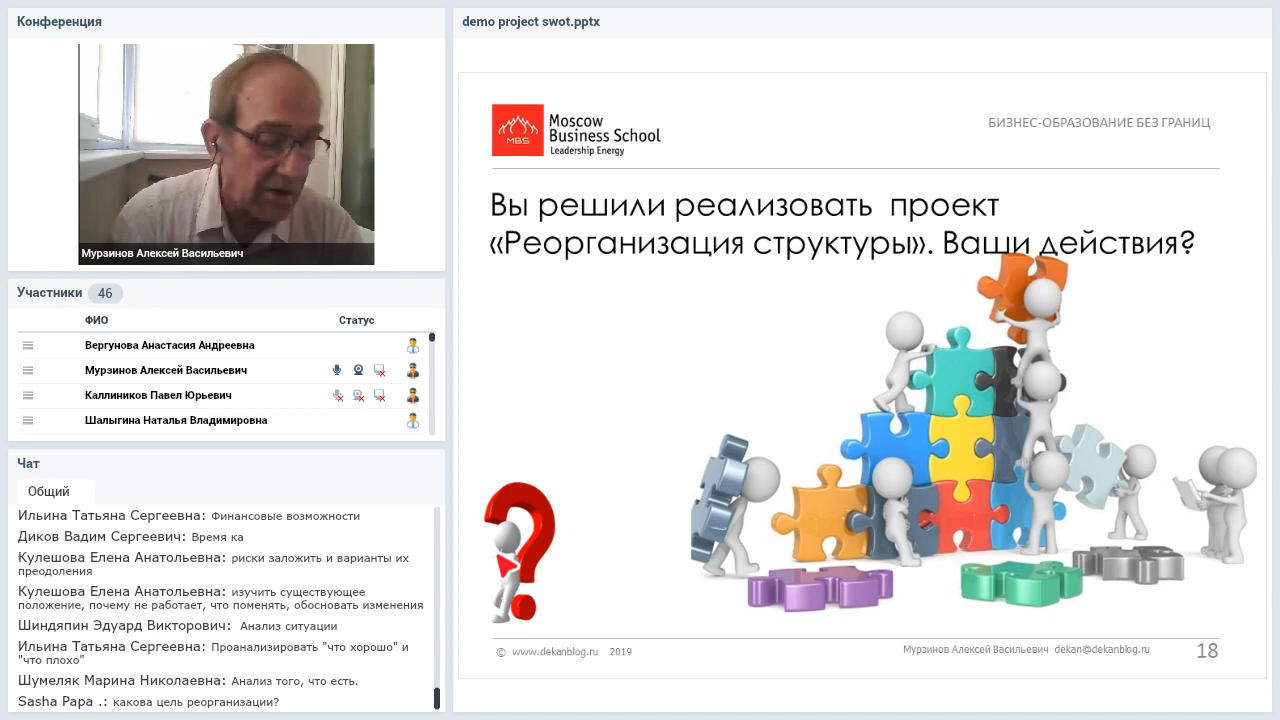 Конференция
Мурзинов Алексей Васильевич
Участники 46
ФИО Статус
Вергунова Анастасия Андреевна
Мурзинов Алексей Васильевич
Каллиников Павел Юрьевич
Шалыгина Наталья Владимировна
Чат
Общий
Ильина Татьяна Сергеевна: Финансовые возможности
Диков Вадим Сергеевич: Время ка
Кулешова Елена Анатольевна: риски заложить и варианты их
преодоления
Кулешова Елена Анатольевна: изучить существующее
положение, почему не работает, что поменять, обосновать изменения
Шиндяпин Эдуард Викторович: Анализ ситуации
Ильина Татьяна Сергеевна: Проанализировать "что хорошо" и
"что плохо"
Шумеляк Марина Николаевна: Анализ того, что есть.
Sasha Papa .: какова цель реорганизации?
demo project swot.pptx
MBS
Moscow
Business School
Leadership Energy
БИЗНЕС-ОБРАЗОВАНИЕ БЕЗ ГРАНИЦ
Вы решили реализовать проект
«Реорганизация структуры». Ваши действия?
© www.dekanblog.ru 2019
Мурзинов Алексей Васильевич dekan@dekanblog.ru
18